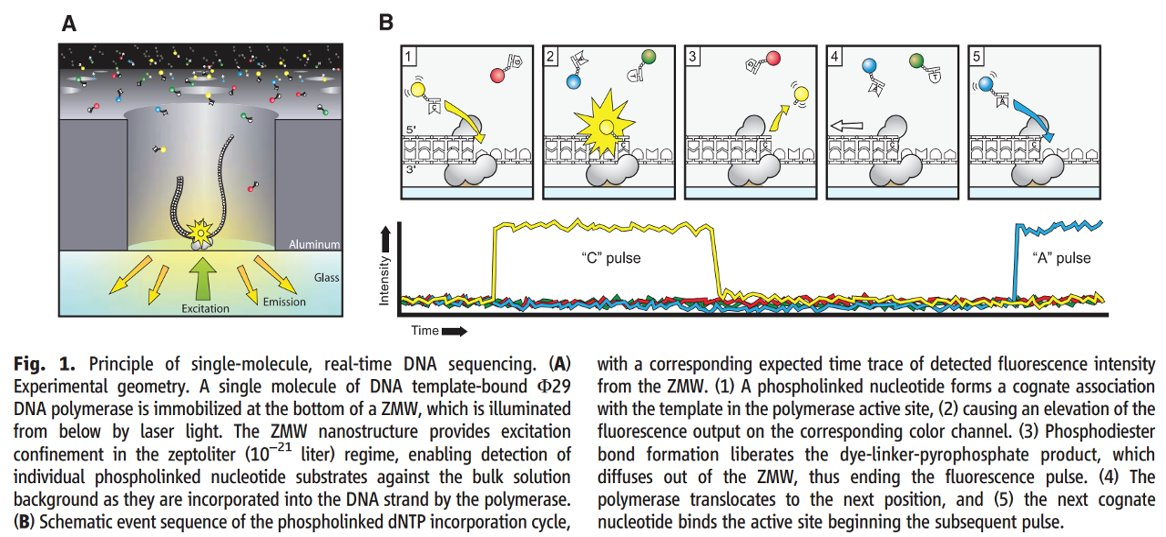 A
Aluminum
Glass
Emission
Excitation
B
1
2
3
4
5
5'
3'
Intensity
"C" pulse
"A" pulse
Time
Fig. 1. Principle of single-molecule, real-time DNA sequencing. (A)
Experimental geometry. A single molecule of DNA template-bound Φ29
DNA polymerase is immobilized at the bottom of a ZMW, which is illuminated
from below by laser light. The ZMW nanostructure provides excitation
confinement in the zeptoliter (10⁻²¹ liter) regime, enabling detection of
individual phospholinked nucleotide substrates against the bulk solution
background as they are incorporated into the DNA strand by the polymerase.
(B) Schematic event sequence of the phospholinked dNTP incorporation cycle,
with a corresponding expected time trace of detected fluorescence intensity
from the ZMW. (1) A phospholinked nucleotide forms a cognate association
with the template in the polymerase active site, (2) causing an elevation of the
fluorescence output on the corresponding color channel. (3) Phosphodiester
bond formation liberates the dye-linker-pyrophosphate product, which
diffuses out of the ZMW, thus ending the fluorescence pulse. (4) The
polymerase translocates to the next position, and (5) the next cognate
nucleotide binds the active site beginning the subsequent pulse.